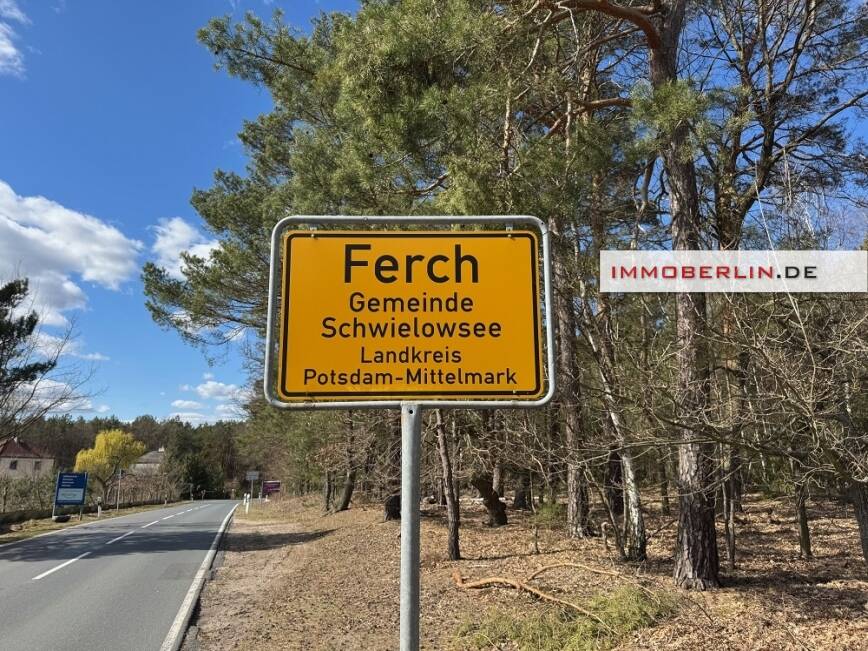 Ferch
Gemeinde
Schwielowsee
Landkreis
Potsdam-Mittelmark
IMMOBERLIN.DE